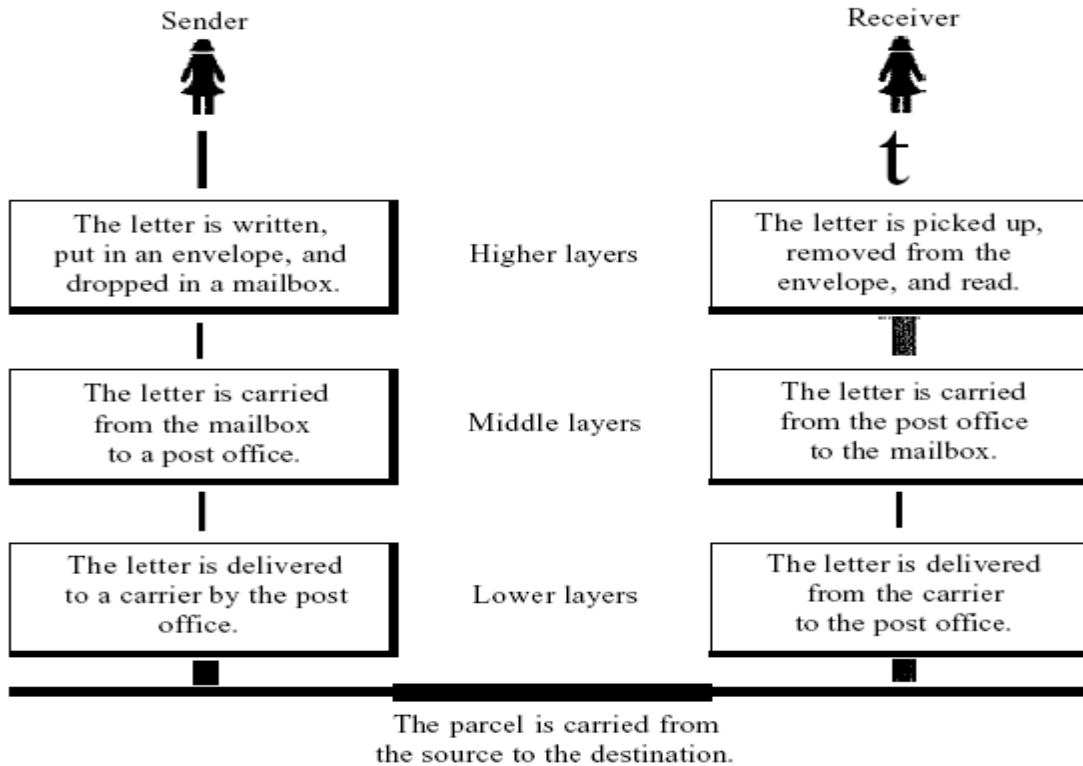 Sender
Receiver
t
The letter is written,
put in an envelope, and
dropped in a mailbox.
Higher layers
The letter is picked up,
removed from the
envelope, and read.
The letter is carried
from the mailbox
to a post office.
Middle layers
The letter is carried
from the post office
to the mailbox.
The letter is delivered
to a carrier by the post
office.
Lower layers
The letter is delivered
from the carrier
to the post office.
The parcel is carried from
the source to the destination.